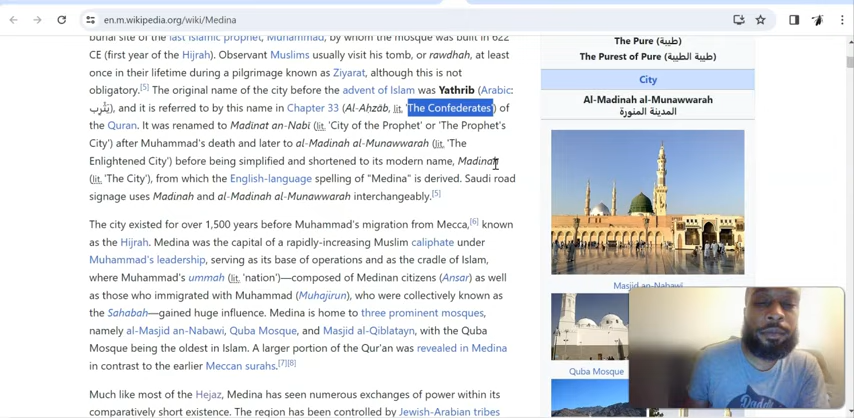 en.m.wikipedia.org/wiki/Medina
burial site of the last Islamic prophet, Muhammad, by whom the mosque was built in 622
CE (first year of the Hijrah). Observant Muslims usually visit his tomb, or rawdhah, at least
once in their lifetime during a pilgrimage known as Ziyarat, although this is not
obligatory.[5] The original name of the city before the advent of Islam was Yathrib (Arabic:
يَثْرِب), and it is referred to by this name in Chapter 33 (Al-Aḥzāb, lit. 'The Confederates') of
the Quran. It was renamed to Madinat an-Nabī (lit. 'City of the Prophet' or 'The Prophet's
City') after Muhammad's death and later to al-Madinah al-Munawwarah (lit. 'The
Enlightened City') before being simplified and shortened to its modern name, Madinah
(lit. 'The City'), from which the English-language spelling of "Medina" is derived. Saudi road
signage uses Madinah and al-Madinah al-Munawwarah interchangeably.[5]
The city existed for over 1,500 years before Muhammad's migration from Mecca,[6] known
as the Hijrah. Medina was the capital of a rapidly-increasing Muslim caliphate under
Muhammad's leadership, serving as its base of operations and as the cradle of Islam,
where Muhammad's ummah (lit. 'nation')—composed of Medinan citizens (Ansar) as well
as those who immigrated with Muhammad (Muhajirun), who were collectively known as
the Sahabah—gained huge influence. Medina is home to three prominent mosques,
namely al-Masjid an-Nabawi, Quba Mosque, and Masjid al-Qiblatayn, with the Quba
Mosque being the oldest in Islam. A larger portion of the Qur'an was revealed in Medina
in contrast to the earlier Meccan surahs.[7][8]
Much like most of the Hejaz, Medina has seen numerous exchanges of power within its
comparatively short existence. The region has been controlled by Jewish-Arabian tribes
The Pure (طيبة)
The Purest of Pure (طيبة الطيبة)
City
Al-Madinah al-Munawwarah
المدينة المنورة
Masjid an-Nabawi
Quba Mosque